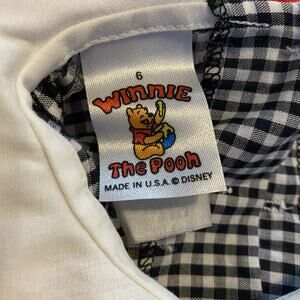 6
WINNIE
The Pooh
MADE IN U.S.A. © DISNEY